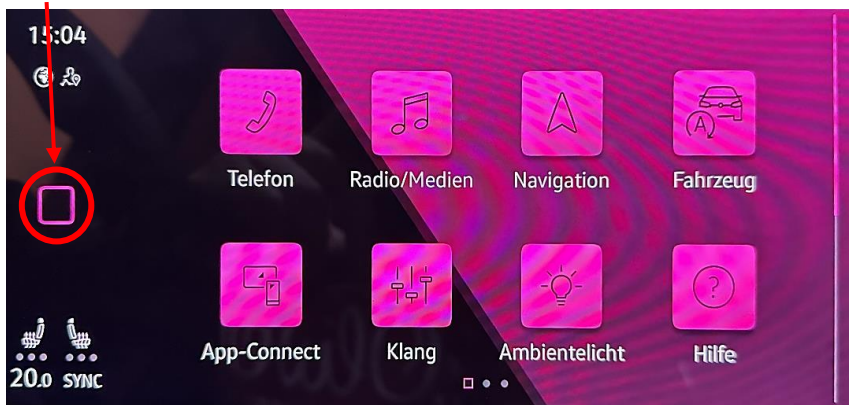 15:04
Telefon
Radio/Medien
Navigation
Fahrzeug
A
?
App-Connect
Klang
Ambientelicht
Hilfe
20.0 SYNC